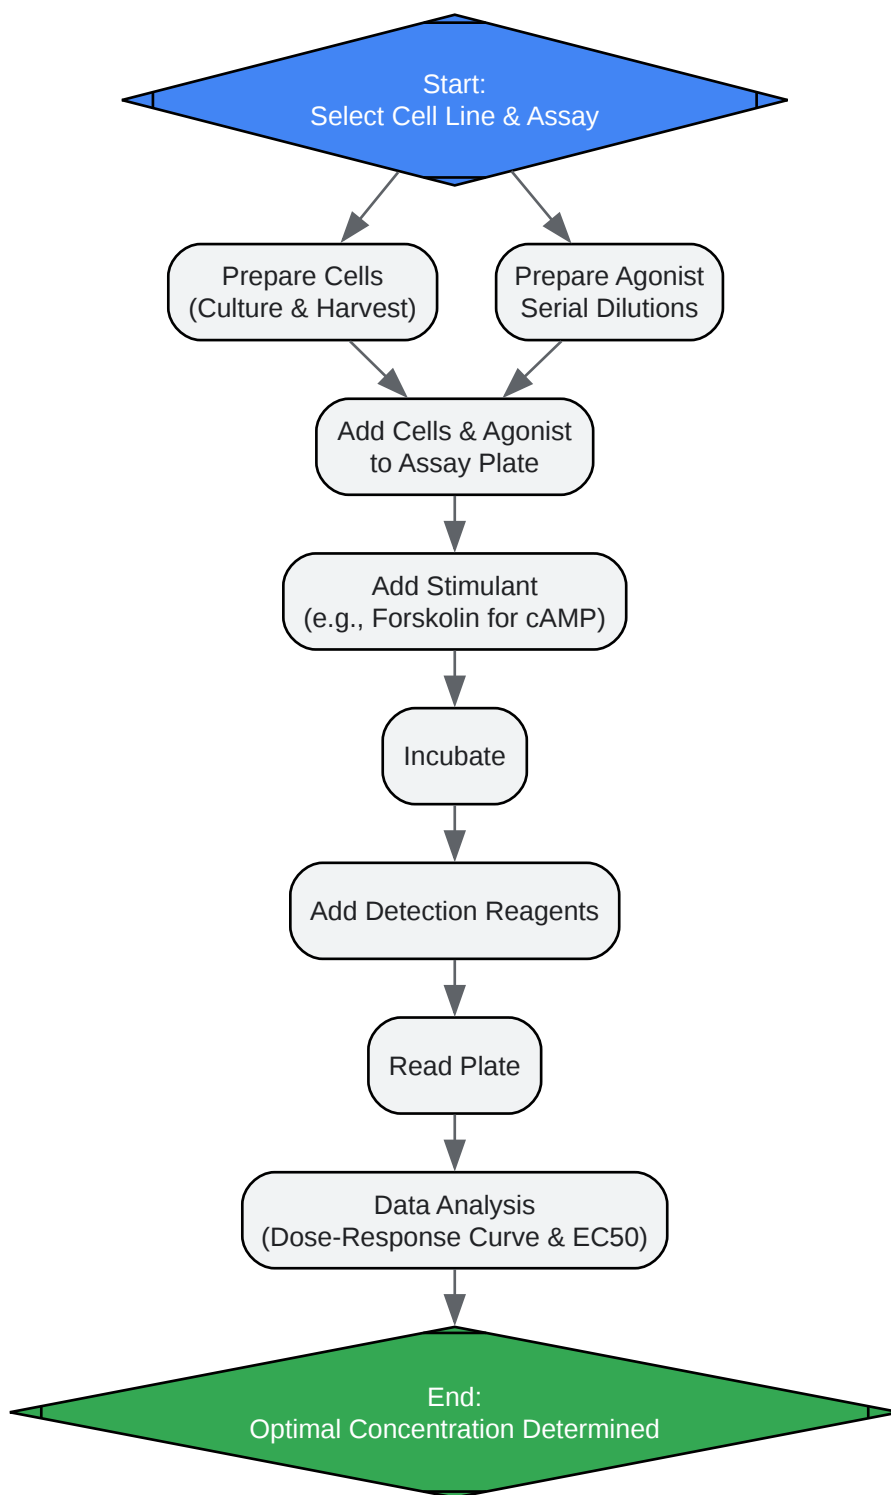 Start:
Select Cell Line & Assay
Prepare Cells
(Culture & Harvest)
Prepare Agonist
Serial Dilutions
Add Cells & Agonist
to Assay Plate
Add Stimulant
(e.g., Forskolin for cAMP)
Incubate
Add Detection Reagents
Read Plate
Data Analysis
(Dose-Response Curve & EC50)
End:
Optimal Concentration Determined